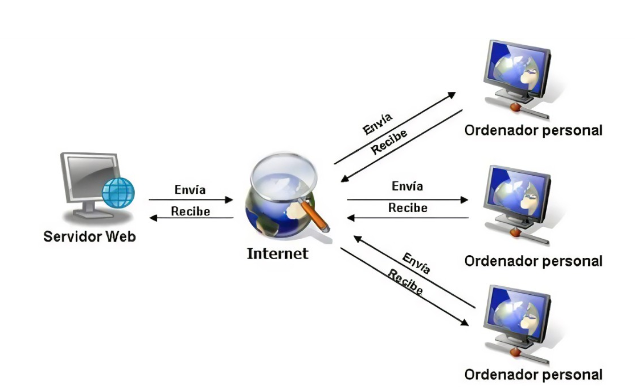 Envía
Recibe
Ordenador personal
Envía
Recibe
Servidor Web
Internet
Envía
Recibe
Ordenador personal
Envía
Recibe
Ordenador personal